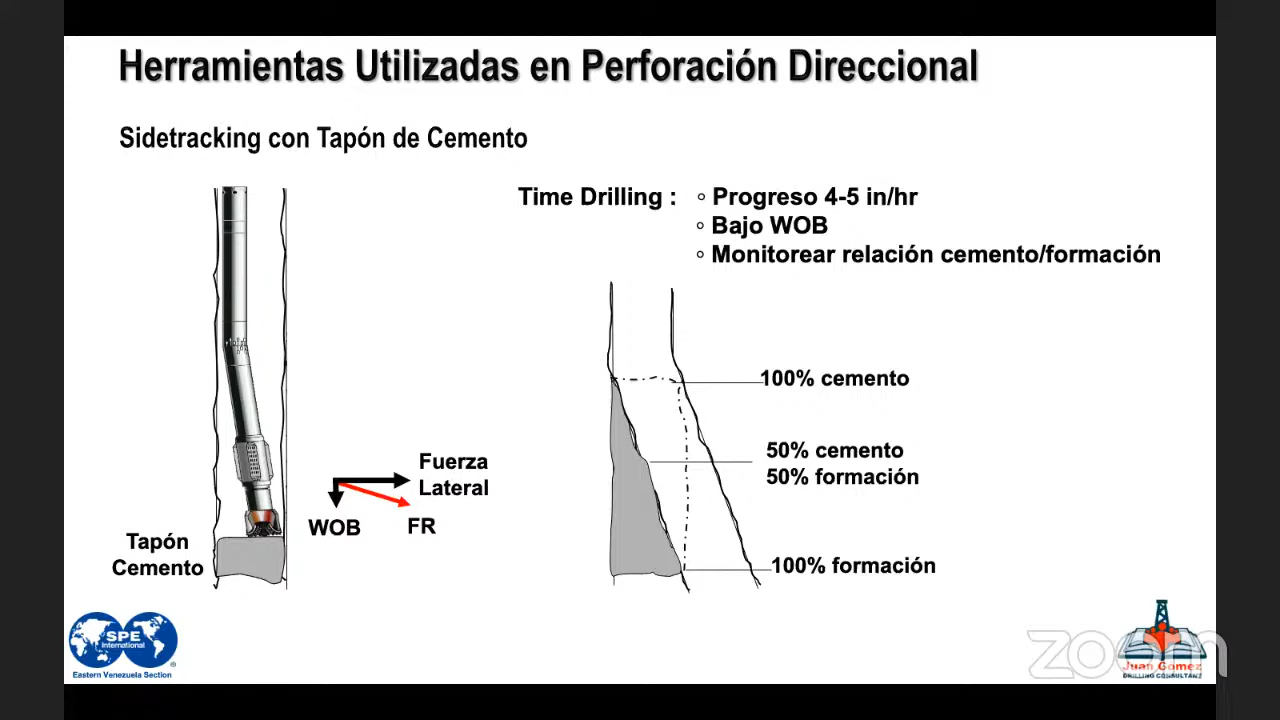 Herramientas Utilizadas en Perforación Direccional
Sidetracking con Tapón de Cemento
Time Drilling : ◦ Progreso 4-5 in/hr
◦ Bajo WOB
◦ Monitorear relación cemento/formación
100% cemento
50% cemento
50% formación
100% formación
Fuerza
Lateral
WOB
FR
Tapón
Cemento
SPE
International
Eastern Venezuela Section
zoom
Juan Gómez
DRILLING CONSULTANT